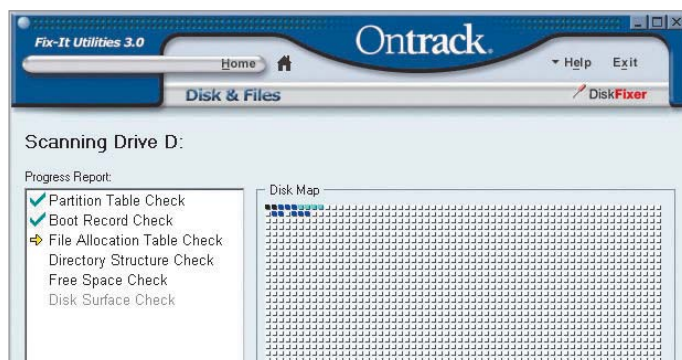 Fix-It Utilities 3.0
Ontrack.
Home
Help Exit
Disk & Files
DiskFixer
Scanning Drive D:
Progress Report:
Disk Map
Partition Table Check
Boot Record Check
File Allocation Table Check
Directory Structure Check
Free Space Check
Disk Surface Check